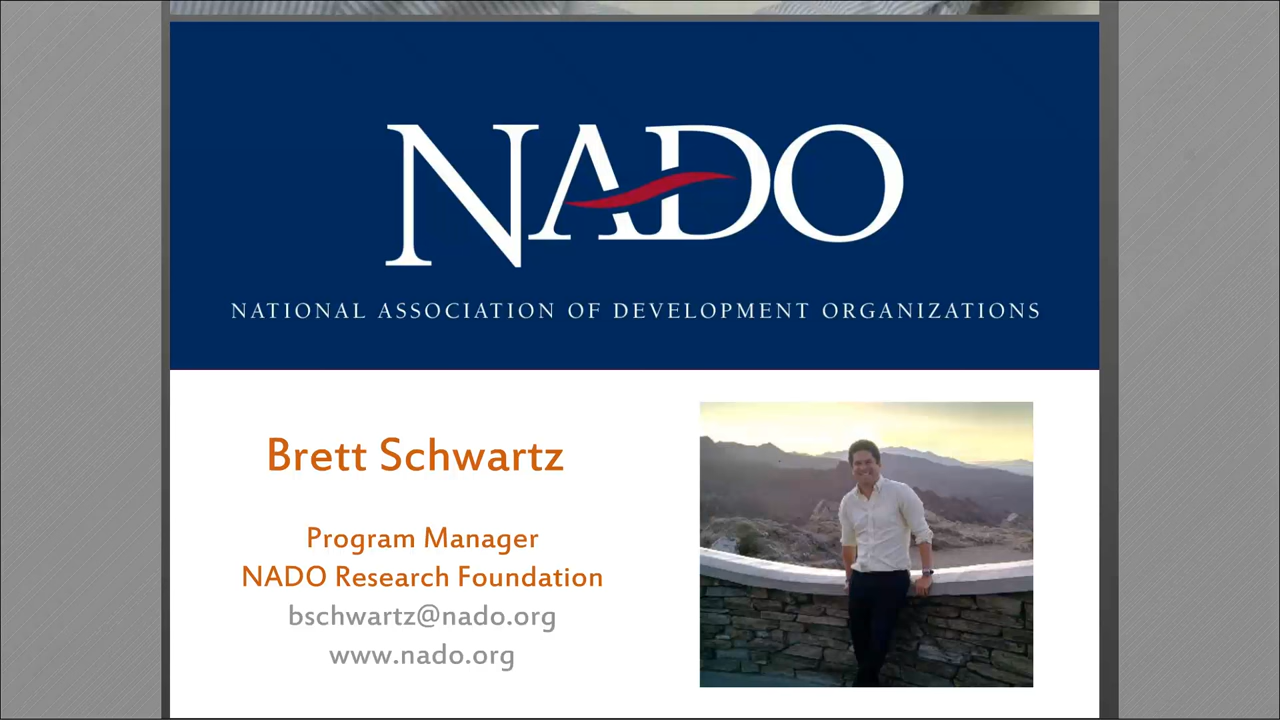 NADO
NATIONAL ASSOCIATION OF DEVELOPMENT ORGANIZATIONS
Brett Schwartz
Program Manager
NADO Research Foundation
bschwartz@nado.org
www.nado.org